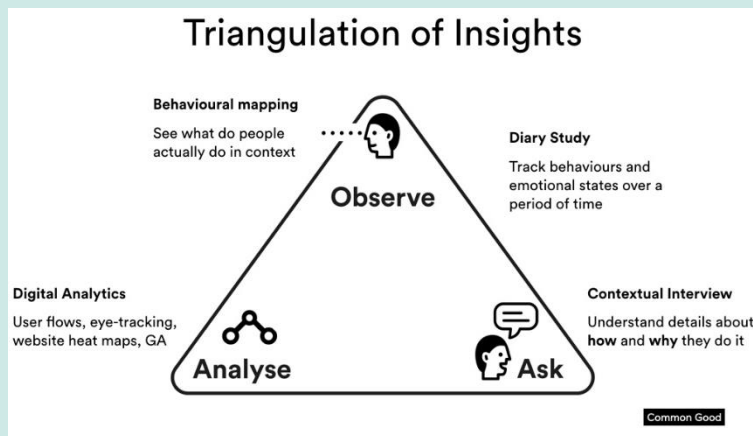 Triangulation of Insights
Behavioural mapping
See what do people
actually do in context
Diary Study
Track behaviours and
emotional states over a
period of time
Observe
Digital Analytics
User flows, eye-tracking,
website heat maps, GA
Contextual Interview
Understand details about
how and why they do it
Analyse
Ask
Common Good